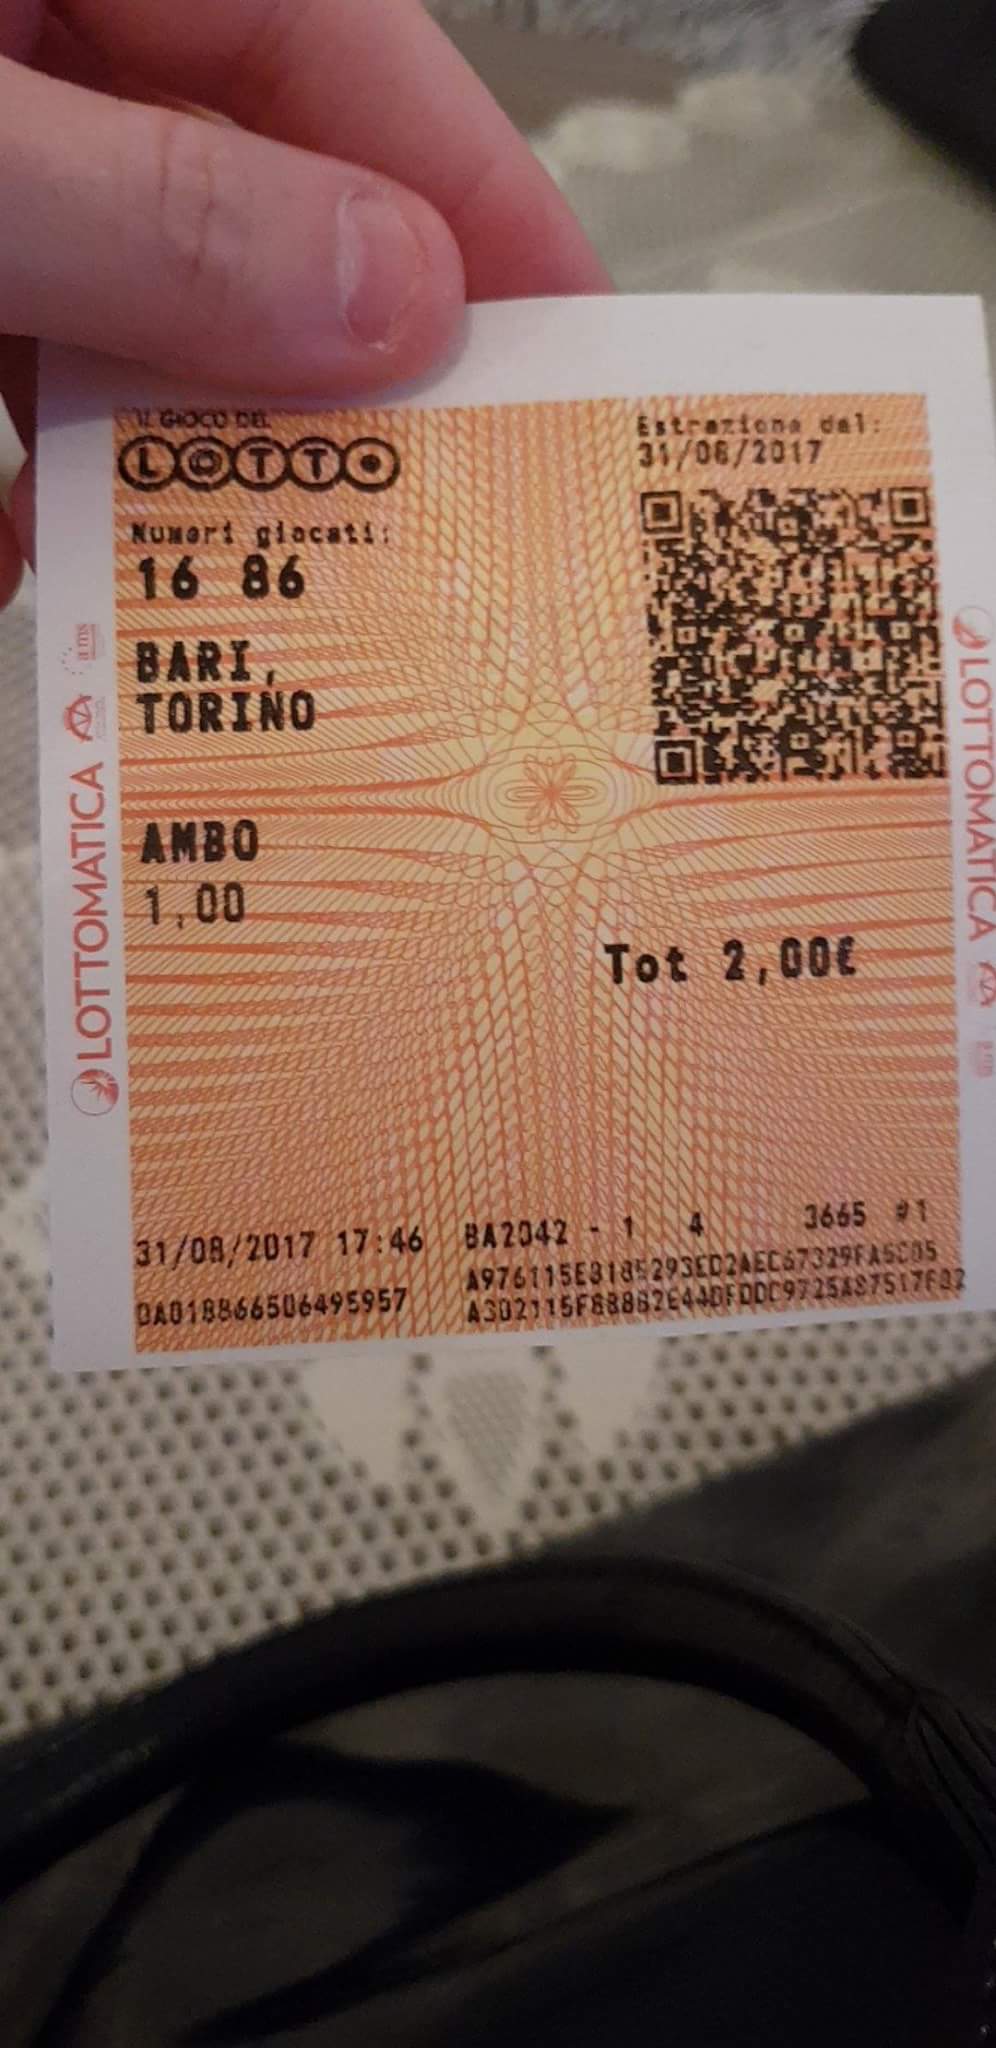 IL GIOCO DEL
LOTTO
Estrazione del:
31/08/2017
Numeri giocati:
16 86
BARI,
TORINO
AMBO
1,00
Tot 2,00€
31/08/2017 17:46 BA2042 - 1 4 3665 #1
LOTTOMATICA
LOTTOMATICA
ams